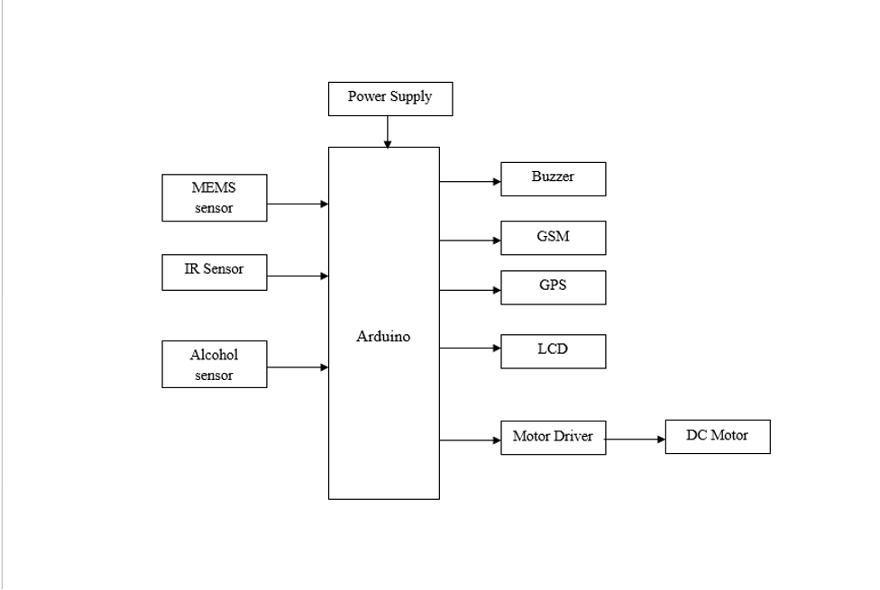 Power Supply
MEMS
sensor
IR Sensor
Alcohol
sensor
Arduino
Buzzer
GSM
GPS
LCD
Motor Driver
DC Motor